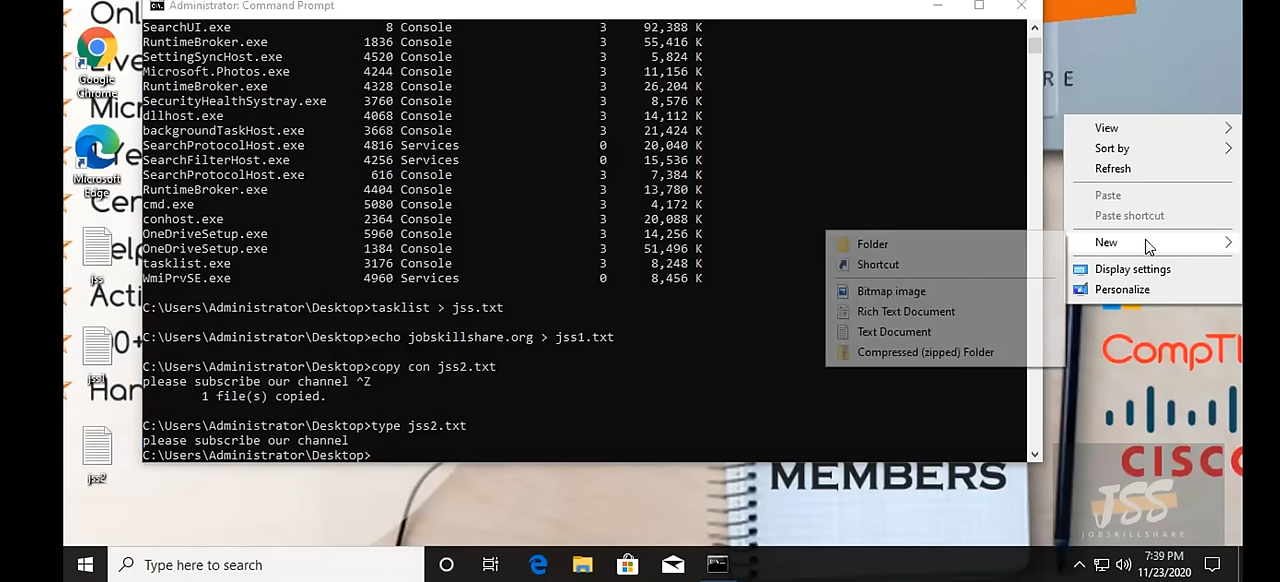 Administrator: Command Prompt
SearchUI.exe 8 Console 3 92,388 K
RuntimeBroker.exe 1836 Console 3 55,416 K
SettingSyncHost.exe 4520 Console 3 5,824 K
Microsoft.Photos.exe 4244 Console 3 11,156 K
RuntimeBroker.exe 4328 Console 3 26,204 K
SecurityHealthSystray.exe 3760 Console 3 8,576 K
dllhost.exe 4068 Console 3 14,112 K
backgroundTaskHost.exe 3668 Console 3 21,424 K
SearchProtocolHost.exe 4816 Services 0 20,040 K
SearchFilterHost.exe 4256 Services 0 15,536 K
SearchProtocolHost.exe 616 Console 3 7,384 K
RuntimeBroker.exe 4404 Console 3 13,780 K
cmd.exe 5080 Console 3 4,172 K
conhost.exe 2364 Console 3 20,088 K
OneDriveSetup.exe 5960 Console 3 14,256 K
OneDriveSetup.exe 1384 Console 3 51,496 K
tasklist.exe 3176 Console 3 8,248 K
WmiPrvSE.exe 4960 Services 0 8,456 K
C:\Users\Administrator\Desktop>tasklist > jss.txt
C:\Users\Administrator\Desktop>echo jobskillshare.org > jss1.txt
C:\Users\Administrator\Desktop>copy con jss2.txt
please subscribe our channel ^Z
1 file(s) copied.
C:\Users\Administrator\Desktop>type jss2.txt
please subscribe our channel
C:\Users\Administrator\Desktop>
Google
Chrome
Microsoft
Edge
jss
jss1
jss2
View
Sort by
Refresh
Paste
Paste shortcut
New
Display settings
Personalize
Folder
Shortcut
Bitmap image
Rich Text Document
Text Document
Compressed (zipped) Folder
MEMBERS
CISC
JSS
JOBSKILLSHARE
Type here to search
7:39 PM
11/23/2020